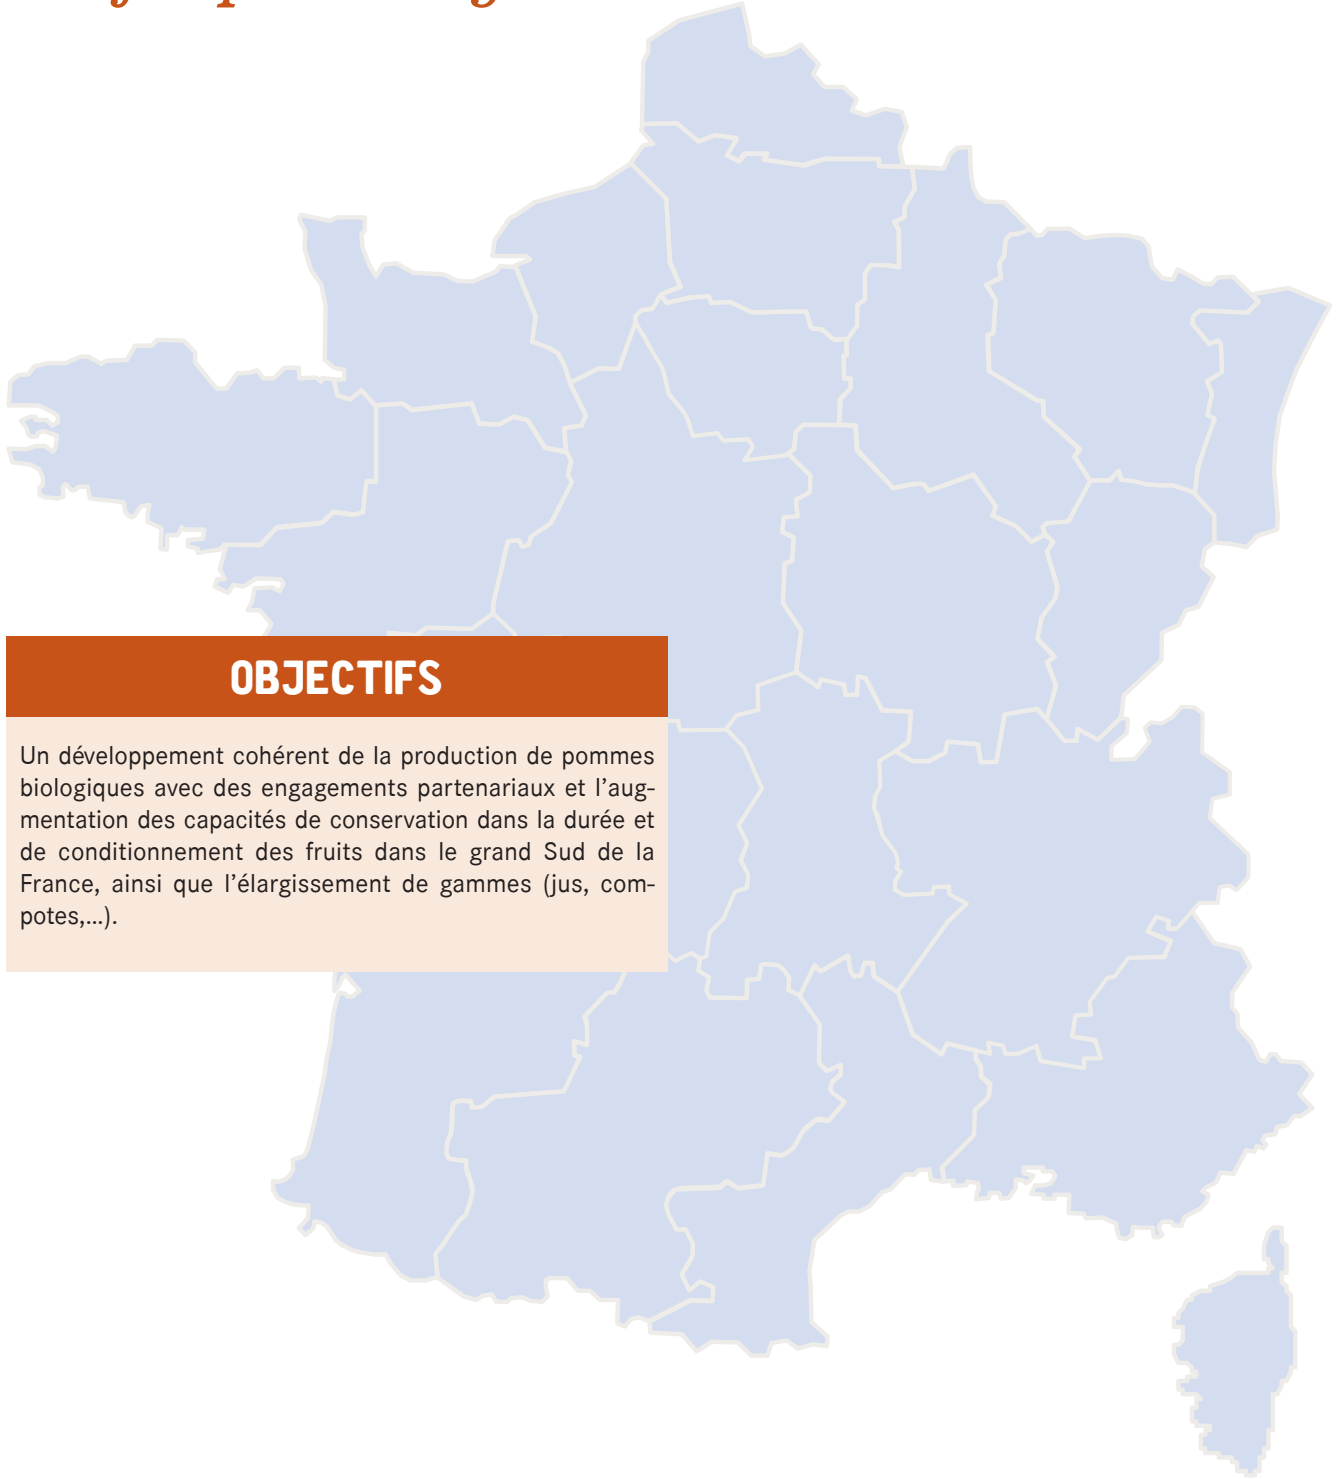 OBJECTIFS
Un développement cohérent de la production de pommes
biologiques avec des engagements partenariaux et l'aug-
mentation des capacités de conservation dans la durée et
de conditionnement des fruits dans le grand Sud de la
France, ainsi que l'élargissement de gammes (jus, com-
potes,...).